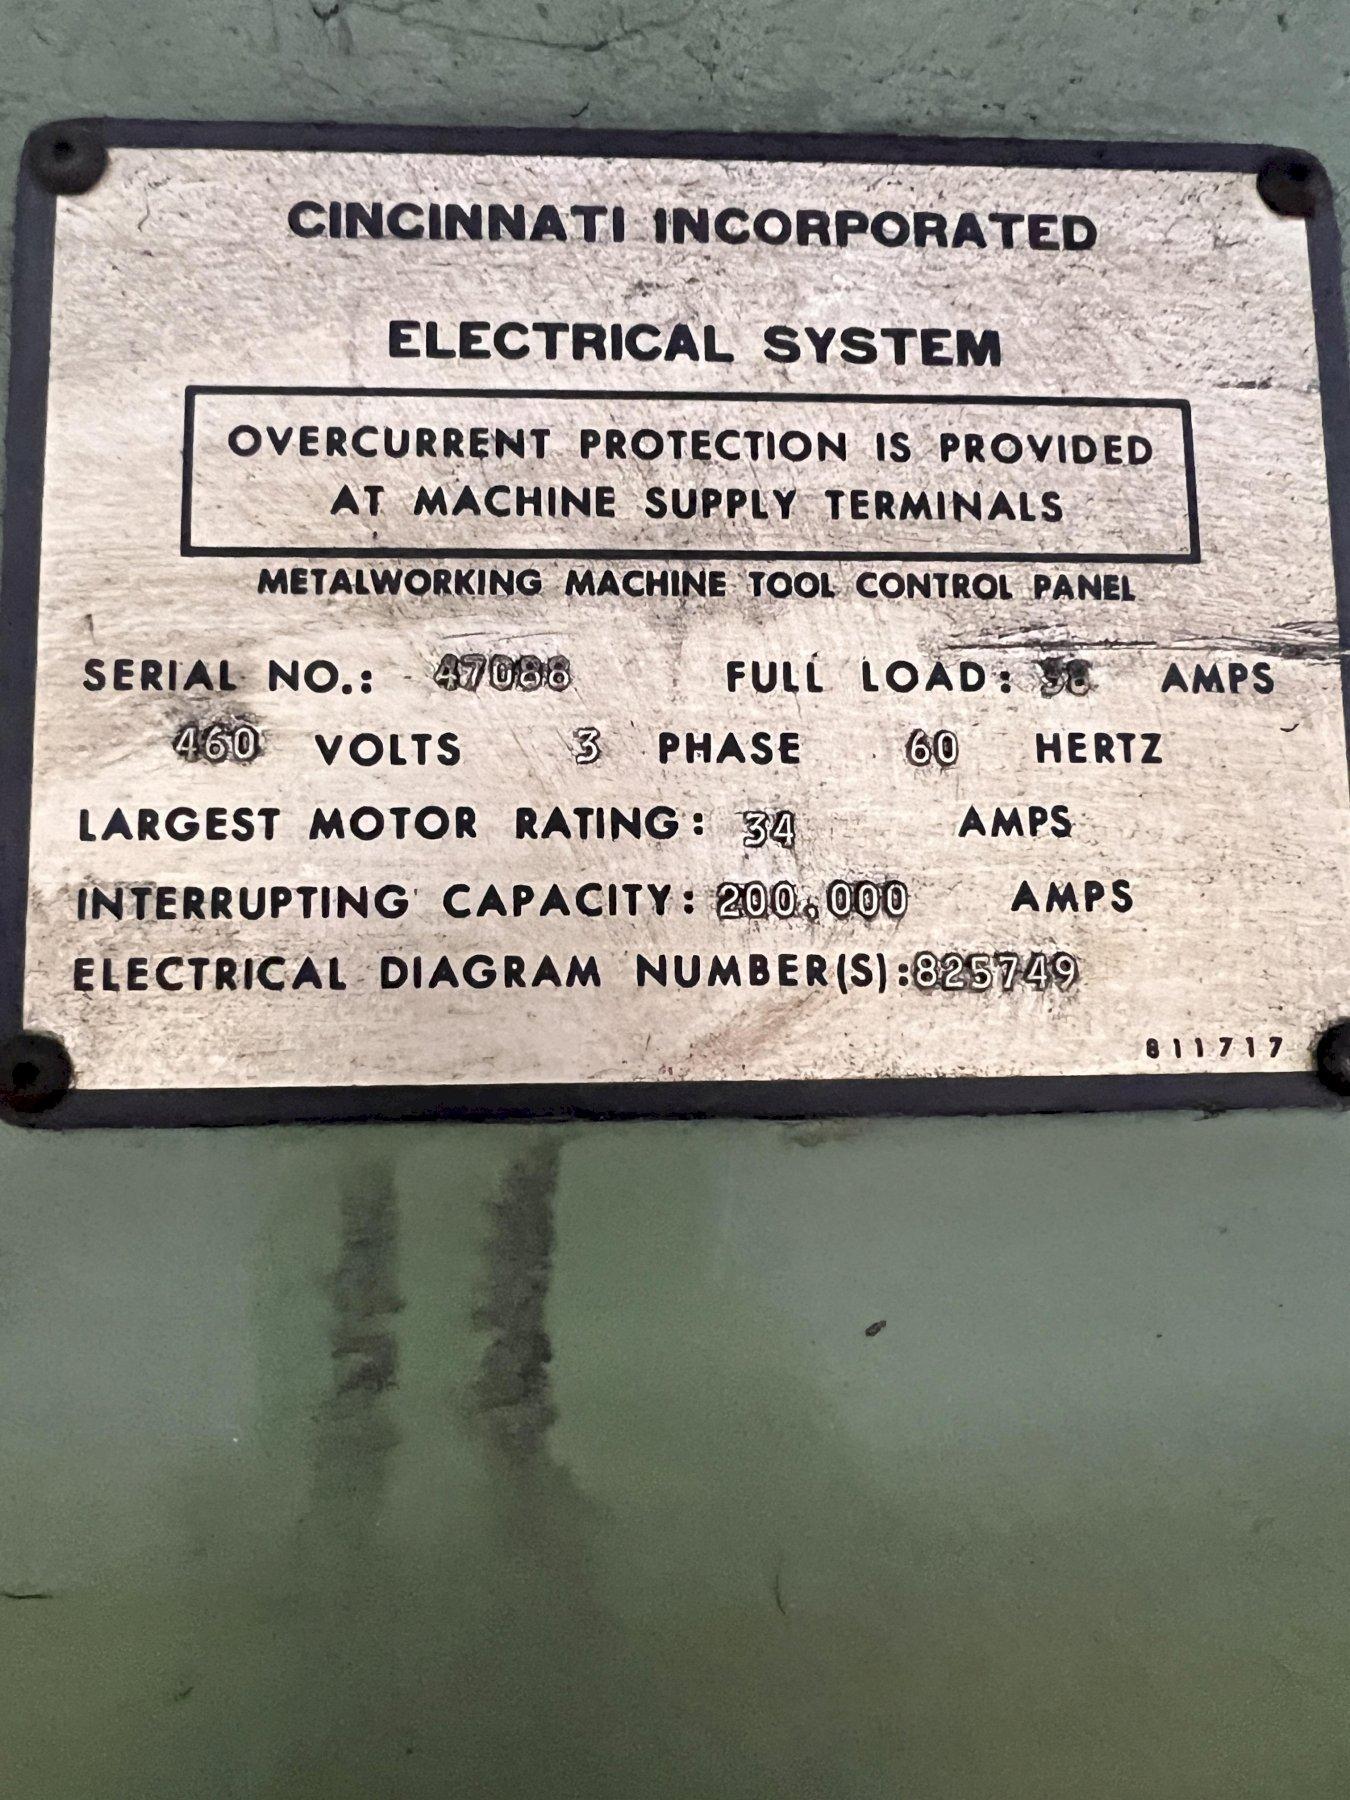 CINCINNATI INCORPORATED
ELECTRICAL SYSTEM
OVERCURRENT PROTECTION IS PROVIDED
AT MACHINE SUPPLY TERMINALS
METALWORKING MACHINE TOOL CONTROL PANEL
SERIAL NO.: 47088 FULL LOAD: AMPS
460 VOLTS 3 PHASE 60 HERTZ
LARGEST MOTOR RATING: 34 AMPS
INTERRUPTING CAPACITY: 200,000 AMPS
ELECTRICAL DIAGRAM NUMBER(S):825749
811717